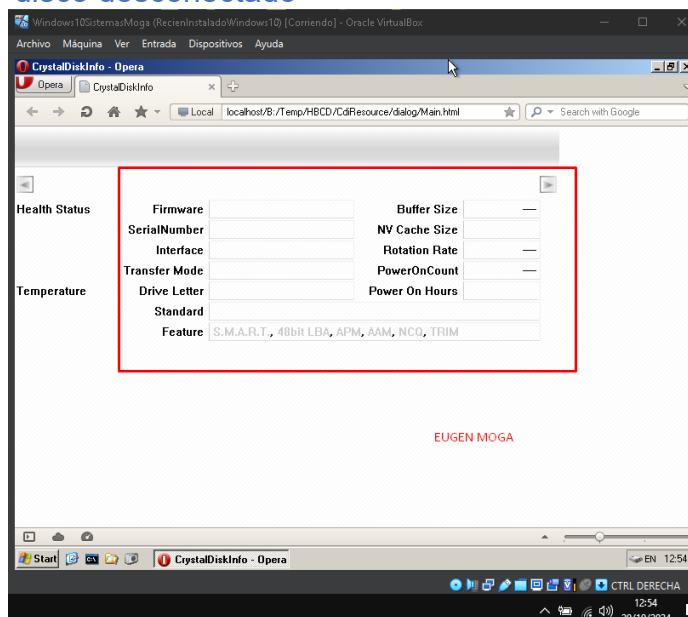 disco desconectado
Windows10SistemasMoga (RecienInstaladoWindows10) [Corriendo] - Oracle VirtualBox
Archivo Máquina Ver Entrada Dispositivos Ayuda
CrystalDiskInfo - Opera
Opera CrystalDiskInfo
Local localhost/B:/Temp/HBCD/CdiResource/dialog/Main.html Search with Google
Health Status Firmware Buffer Size ----
SerialNumber NV Cache Size
Interface Rotation Rate ----
Transfer Mode PowerOnCount ----
Temperature Drive Letter Power On Hours
Standard
Feature S.M.A.R.T., 48bit LBA, APM, AAM, NCQ, TRIM
EUGEN MOGA
Start CrystalDiskInfo - Opera EN 12:54
CTRL DERECHA
12:54